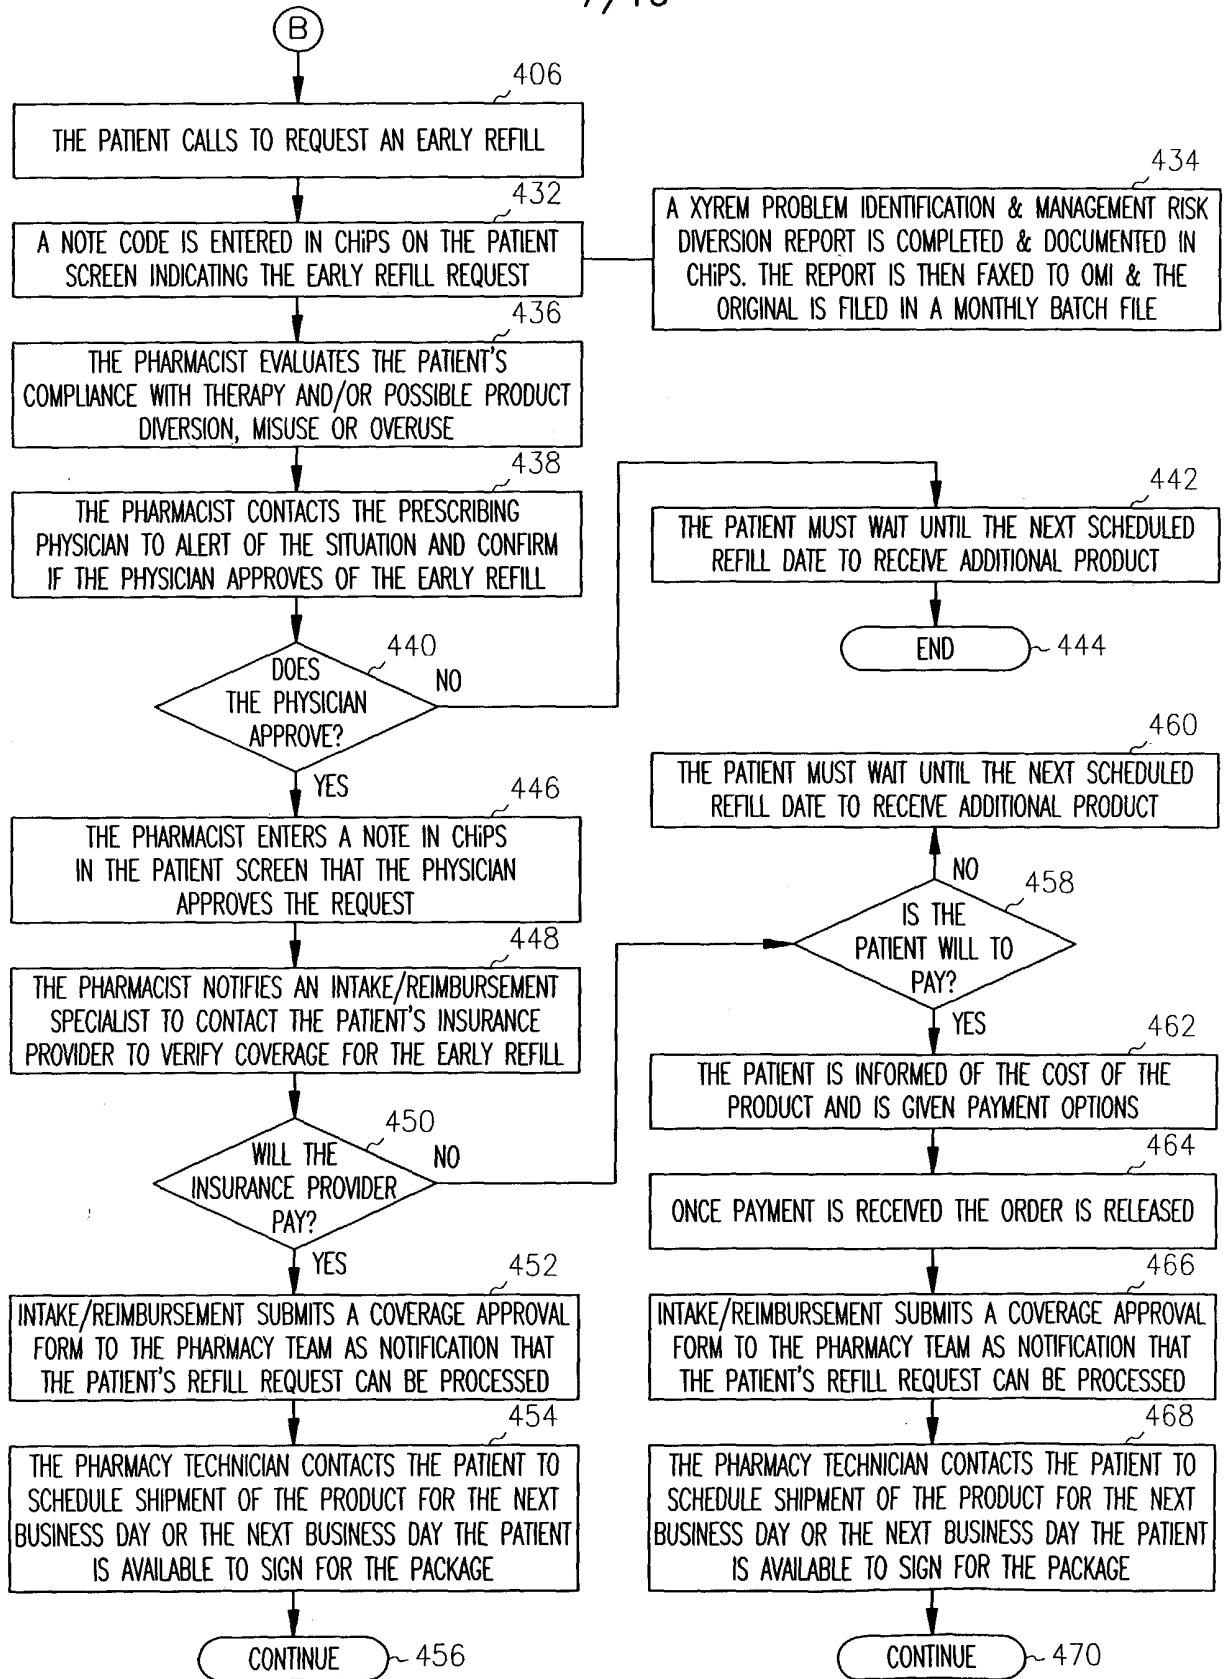 B
406
THE PATIENT CALLS TO REQUEST AN EARLY REFILL
432
A NOTE CODE IS ENTERED IN CHiPS ON THE PATIENT
SCREEN INDICATING THE EARLY REFILL REQUEST
434
A XYREM PROBLEM IDENTIFICATION & MANAGEMENT RISK
DIVERSION REPORT IS COMPLETED & DOCUMENTED IN
CHiPS. THE REPORT IS THEN FAXED TO OMI & THE
ORIGINAL IS FILED IN A MONTHLY BATCH FILE
436
THE PHARMACIST EVALUATES THE PATIENT'S
COMPLIANCE WITH THERAPY AND/OR POSSIBLE PRODUCT
DIVERSION, MISUSE OR OVERUSE
438
THE PHARMACIST CONTACTS THE PRESCRIBING
PHYSICIAN TO ALERT OF THE SITUATION AND CONFIRM
IF THE PHYSICIAN APPROVES OF THE EARLY REFILL
440
DOES
THE PHYSICIAN
APPROVE?
NO
442
THE PATIENT MUST WAIT UNTIL THE NEXT SCHEDULED
REFILL DATE TO RECEIVE ADDITIONAL PRODUCT
END
444
YES
446
THE PHARMACIST ENTERS A NOTE IN CHiPS
IN THE PATIENT SCREEN THAT THE PHYSICIAN
APPROVES THE REQUEST
448
THE PHARMACIST NOTIFIES AN INTAKE/REIMBURSEMENT
SPECIALIST TO CONTACT THE PATIENT'S INSURANCE
PROVIDER TO VERIFY COVERAGE FOR THE EARLY REFILL
450
WILL THE
INSURANCE PROVIDER
PAY?
NO
YES
452
INTAKE/REIMBURSEMENT SUBMITS A COVERAGE APPROVAL
FORM TO THE PHARMACY TEAM AS NOTIFICATION THAT
THE PATIENT'S REFILL REQUEST CAN BE PROCESSED
454
THE PHARMACY TECHNICIAN CONTACTS THE PATIENT TO
SCHEDULE SHIPMENT OF THE PRODUCT FOR THE NEXT
BUSINESS DAY OR THE NEXT BUSINESS DAY THE PATIENT
IS AVAILABLE TO SIGN FOR THE PACKAGE
CONTINUE
456
460
THE PATIENT MUST WAIT UNTIL THE NEXT SCHEDULED
REFILL DATE TO RECEIVE ADDITIONAL PRODUCT
NO
458
IS THE
PATIENT WILL TO
PAY?
YES
462
THE PATIENT IS INFORMED OF THE COST OF THE
PRODUCT AND IS GIVEN PAYMENT OPTIONS
464
ONCE PAYMENT IS RECEIVED THE ORDER IS RELEASED
466
INTAKE/REIMBURSEMENT SUBMITS A COVERAGE APPROVAL
FORM TO THE PHARMACY TEAM AS NOTIFICATION THAT
THE PATIENT'S REFILL REQUEST CAN BE PROCESSED
468
THE PHARMACY TECHNICIAN CONTACTS THE PATIENT TO
SCHEDULE SHIPMENT OF THE PRODUCT FOR THE NEXT
BUSINESS DAY OR THE NEXT BUSINESS DAY THE PATIENT
IS AVAILABLE TO SIGN FOR THE PACKAGE
CONTINUE
470